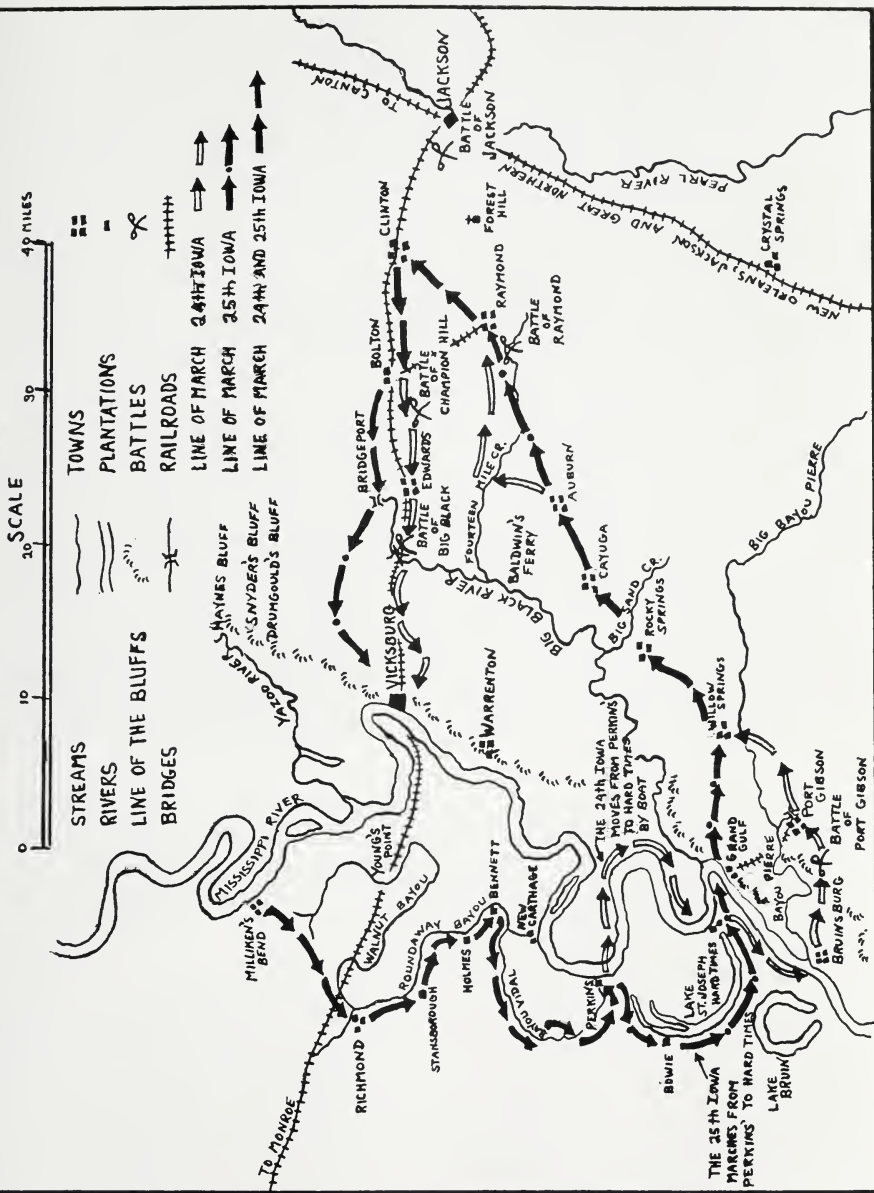 SCALE
0 10 20 30 40 MILES
STREAMS
RIVERS
LINE OF THE BLUFFS
BRIDGES
TOWNS
PLANTATIONS
BATTLES
RAILROADS
LINE OF MARCH 24th IOWA
LINE OF MARCH 25th IOWA
LINE OF MARCH 24th AND 25th IOWA
TO CANTON
JACKSON
BATTLE
OF
JACKSON
PEARL RIVER
NEW ORLEANS, JACKSON AND GREAT NORTHERN
CRYSTAL
SPRINGS
FOREST
HILL
CLINTON
RAYMOND
BATTLE
OF
RAYMOND
BOLTON
BATTLE
OF
CHAMPION HILL
BRIDGEPORT
EDWARDS
BATTLE
OF
BIG BLACK
FOURTEEN MILE CR.
AUBURN
BALDWIN'S
FERRY
BIG BLACK RIVER
CAYUGA
BIG SAND CR.
ROCKY
SPRINGS
BIG BAYOU PIERRE
WILLOW
SPRINGS
HAYNES BLUFF
SNYDER'S BLUFF
DRUMGOULD'S BLUFF
YAZOO RIVER
VICKSBURG
WARRENTON
MISSISSIPPI RIVER
YOUNG'S
POINT
MILLIKEN'S
BEND
WALNUT BAYOU
ROUNDAWAY BAYOU
RICHMOND
TO MONROE
STANSBOROUGH
HOLMES
BENNETT
NEW
CARTHAGE
BAYOU VIDAL
PERKINS
THE 24th IOWA
MOVES FROM PERKINS'
TO HARD TIMES
BY BOAT
BOWIE
LAKE
ST. JOSEPH
HARD TIMES
GRAND
GULF
BAYOU PIERRE
PORT
GIBSON
BATTLE
OF
PORT GIBSON
BRUINSBURG
LAKE
BRUIN
THE 25th IOWA
MARCHES FROM
PERKINS' TO HARD TIMES